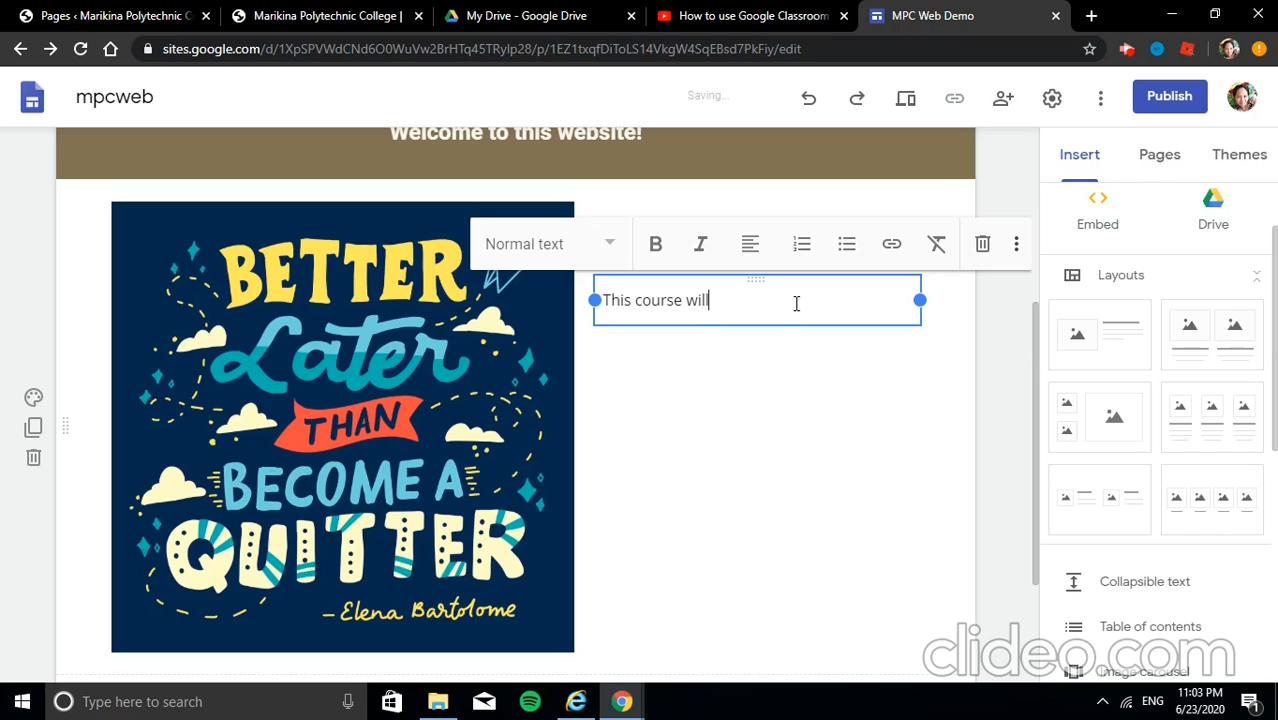 Pages ‹ Marikina Polytechnic C
Marikina Polytechnic College |
My Drive - Google Drive
How to use Google Classroom
MPC Web Demo
sites.google.com/d/1XpSPVWdCNd6O0WuVw2BrHTq45TRylp28/p/1EZ1txqfDiToLS14VkgW4SqEBsd7PkFiy/edit
mpcweb
Saving...
Publish
Welcome to this website!
Insert
Pages
Themes
Embed
Drive
Normal text
Layouts
This course will
BETTER
Later
THAN
BECOME A
QUITTER
– Elena Bartolome
Collapsible text
Table of contents
Image carousel
clideo.com
Type here to search
ENG
11:03 PM
6/23/2020
1